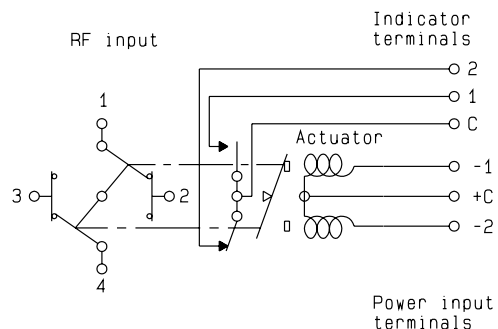 Indicator
terminals
RF input
2
1
1
C
Actuator
-1
3
2
+C
-2
4
Power input
terminals